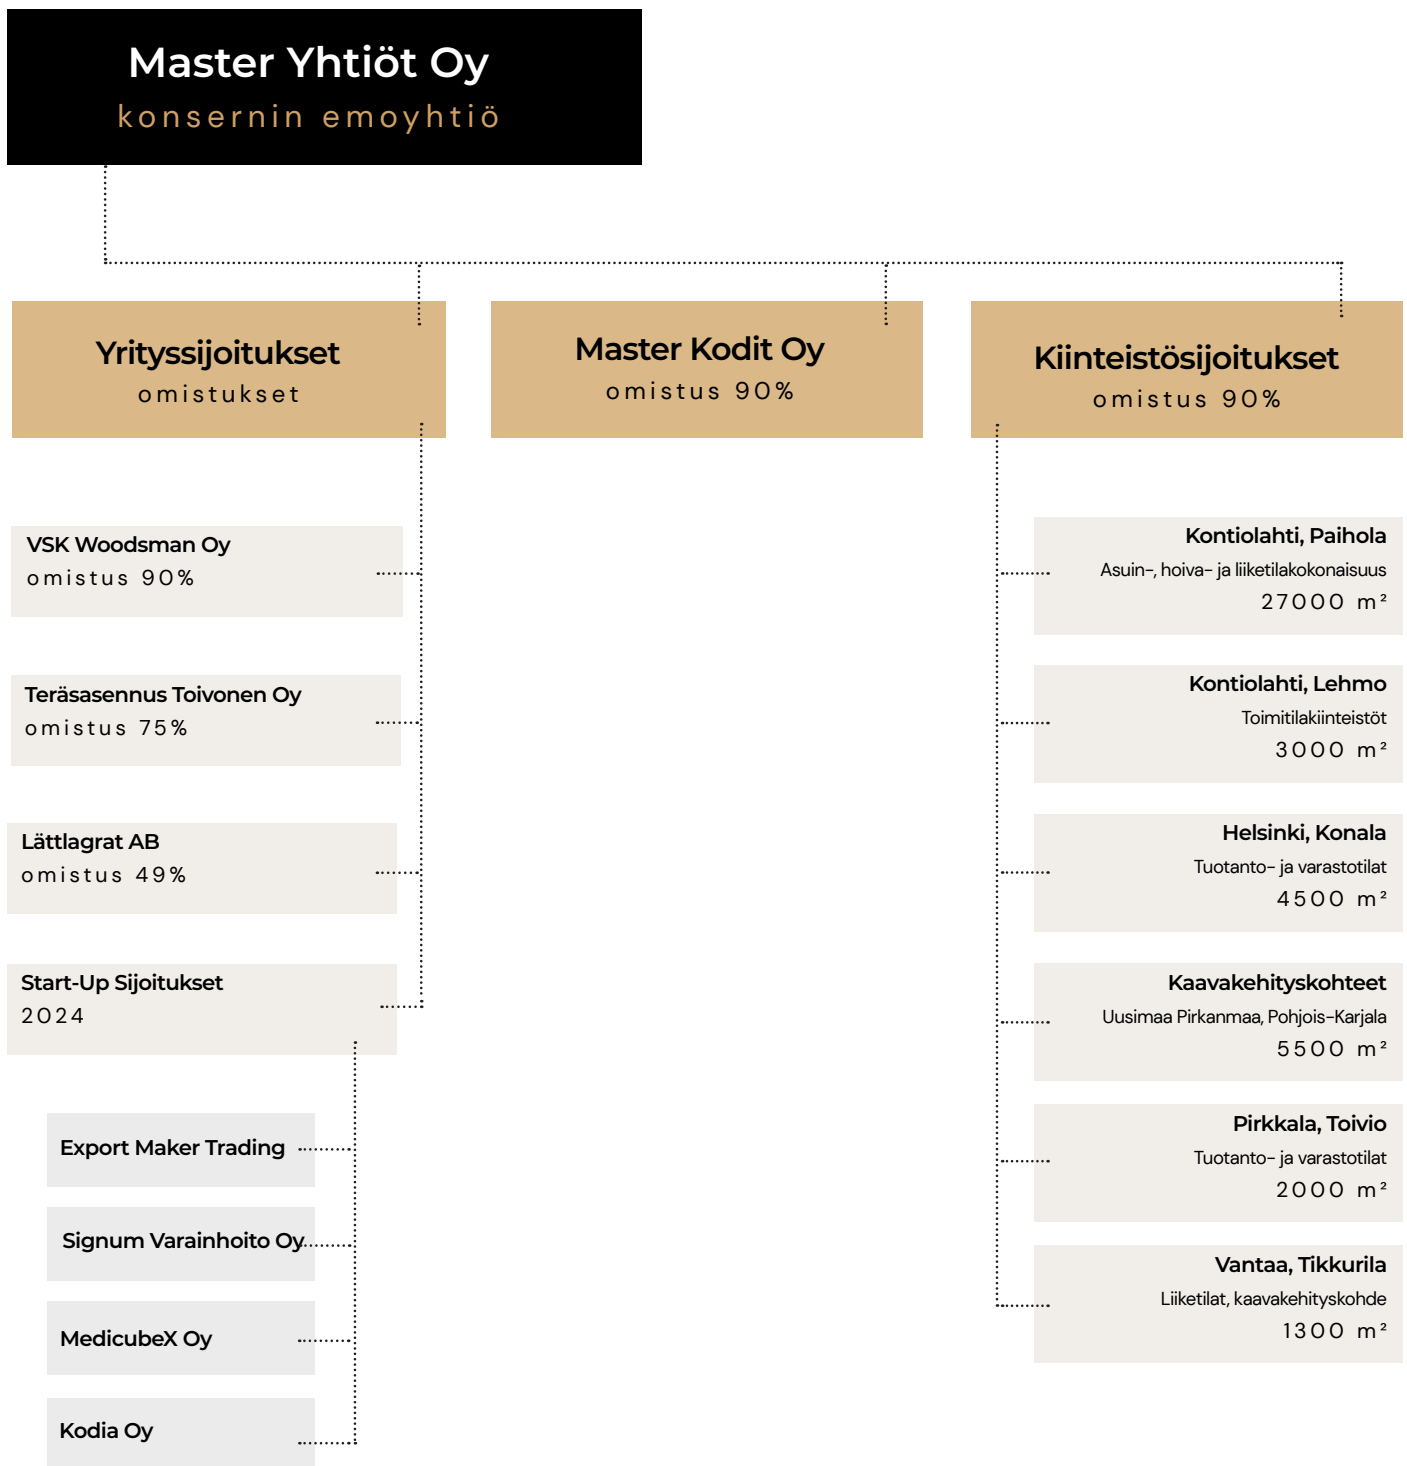 Master Yhtiöt Oy
konsernin emoyhtiö
Yrityssijoitukset
omistukset
Master Kodit Oy
omistus 90%
Kiinteistösijoitukset
omistus 90%
VSK Woodsman Oy
omistus 90%
Teräsasennus Toivonen Oy
omistus 75%
Lättlagrat AB
omistus 49%
Start-Up Sijoitukset
2024
Export Maker Trading
Signum Varainhoito Oy
MedicubeX Oy
Kodia Oy
Kontiolahti, Paihola
Asuin-, hoiva- ja liiketilakokonaisuus
27000 m²
Kontiolahti, Lehmo
Toimitilakiinteistöt
3000 m²
Helsinki, Konala
Tuotanto- ja varastotilat
4500 m²
Kaavakehityskohteet
Uusimaa Pirkanmaa, Pohjois-Karjala
5500 m²
Pirkkala, Toivio
Tuotanto- ja varastotilat
2000 m²
Vantaa, Tikkurila
Liiketilat, kaavakehityskohde
1300 m²